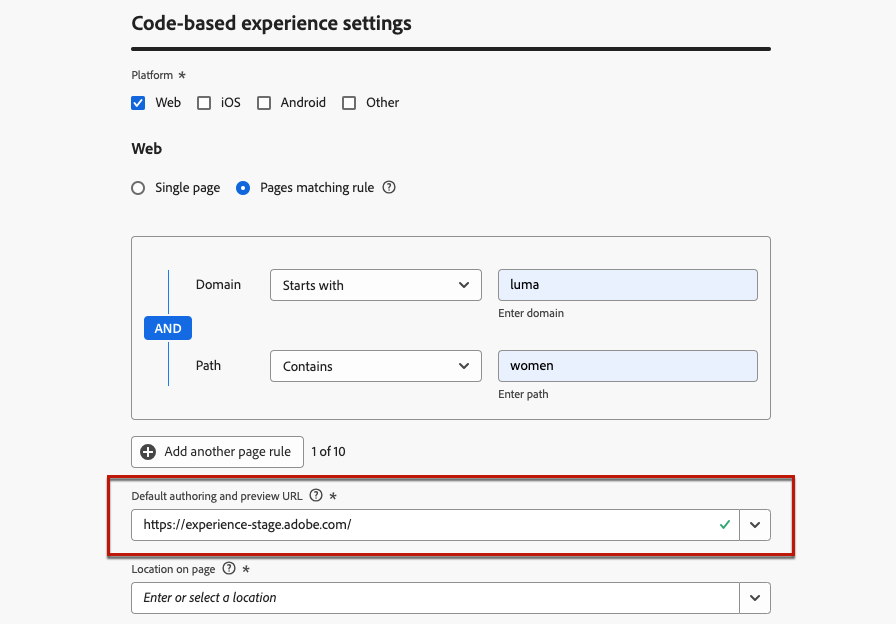 Code-based experience settings
Platform *
Web iOS Android Other
Web
Single page Pages matching rule ?
Domain Starts with luma
Enter domain
AND
Path Contains women
Enter path
Add another page rule 1 of 10
Default authoring and preview URL ? *
https://experience-stage.adobe.com/
Location on page ? *
Enter or select a location